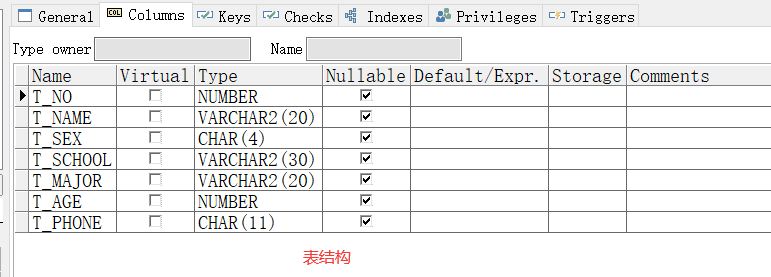 General Columns Keys Checks Indexes Privileges Triggers
Type owner Name
Name Virtual Type Nullable Default/Expr. Storage Comments
T_NO NUMBER
T_NAME VARCHAR2(20)
T_SEX CHAR(4)
T_SCHOOL VARCHAR2(30)
T_MAJOR VARCHAR2(20)
T_AGE NUMBER
T_PHONE CHAR(11)
表结构